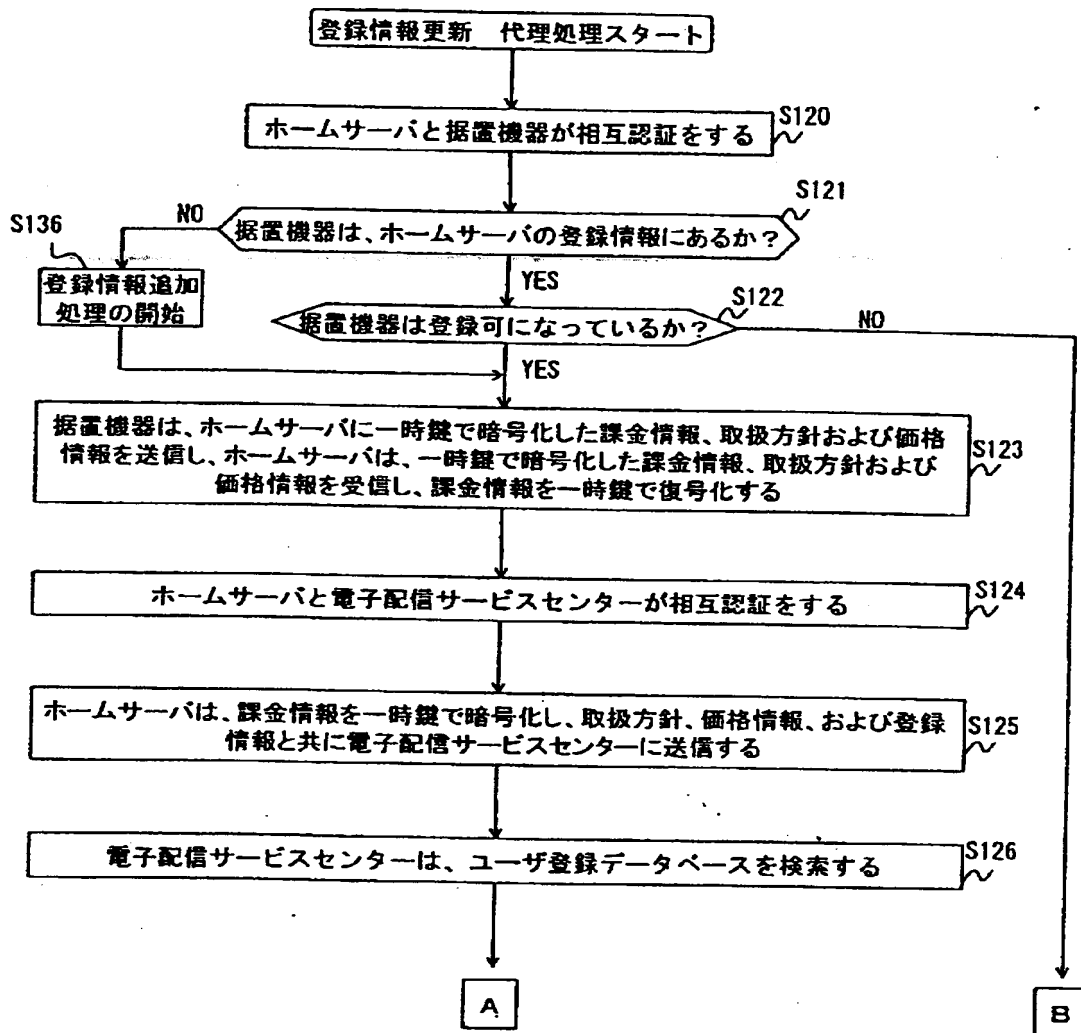 登録情報更新　代理処理スタート
ホームサーバと据置機器が相互認証をする
S120
据置機器は、ホームサーバの登録情報にあるか？
S121
NO
S136
登録情報追加
処理の開始
YES
据置機器は登録可になっているか？
S122
NO
YES
据置機器は、ホームサーバに一時鍵で暗号化した課金情報、取扱方針および価格
情報を送信し、ホームサーバは、一時鍵で暗号化した課金情報、取扱方針および
価格情報を受信し、課金情報を一時鍵で復号化する
S123
ホームサーバと電子配信サービスセンターが相互認証をする
S124
ホームサーバは、課金情報を一時鍵で暗号化し、取扱方針、価格情報、および登録
情報と共に電子配信サービスセンターに送信する
S125
電子配信サービスセンターは、ユーザ登録データベースを検索する
S126
A
B